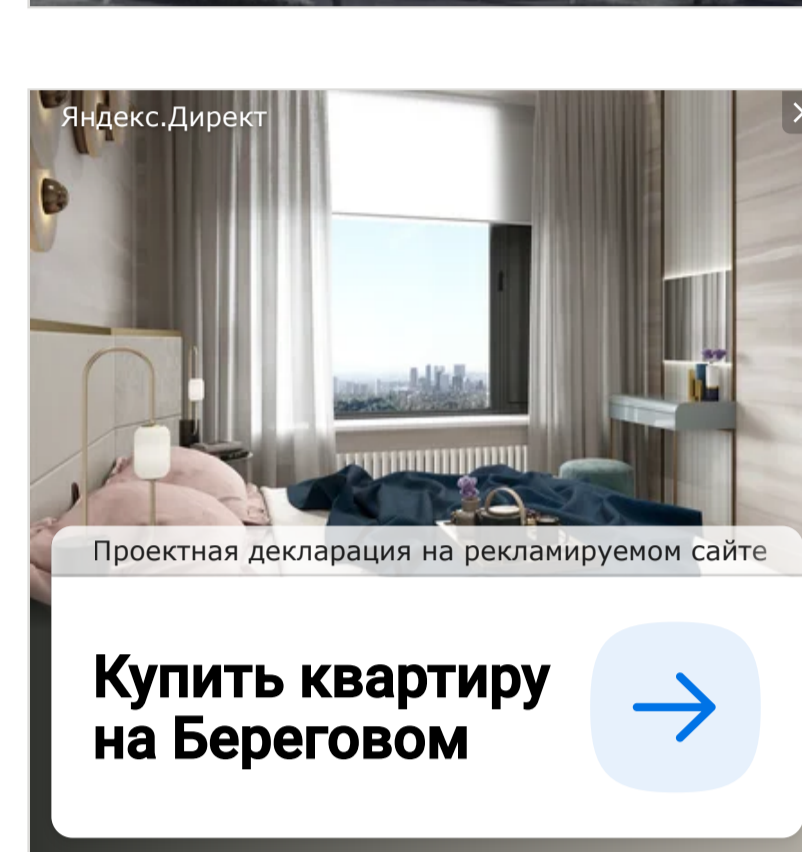 Яндекс.Директ
Проектная декларация на рекламируемом сайте
Купить квартиру
на Береговом